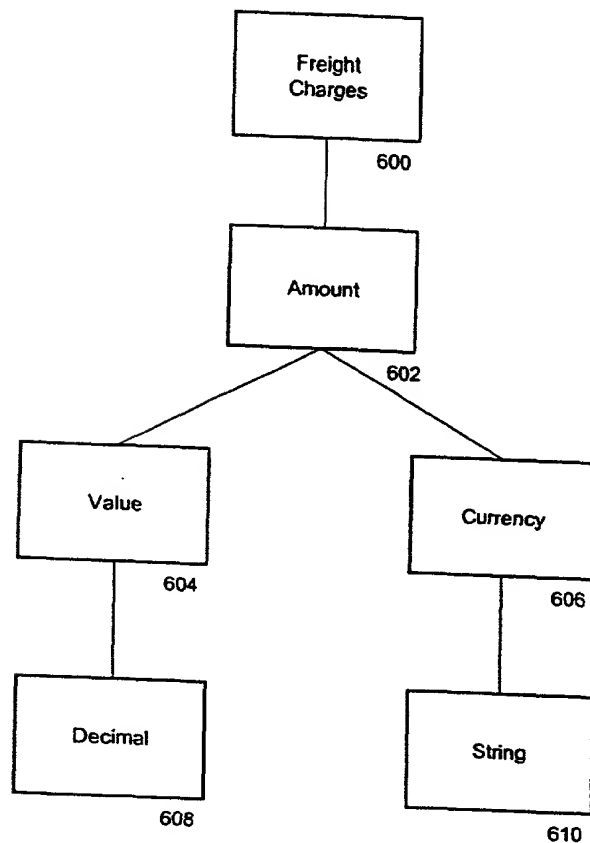 Freight
Charges
600
Amount
602
Value
Currency
604
606
Decimal
String
608
610